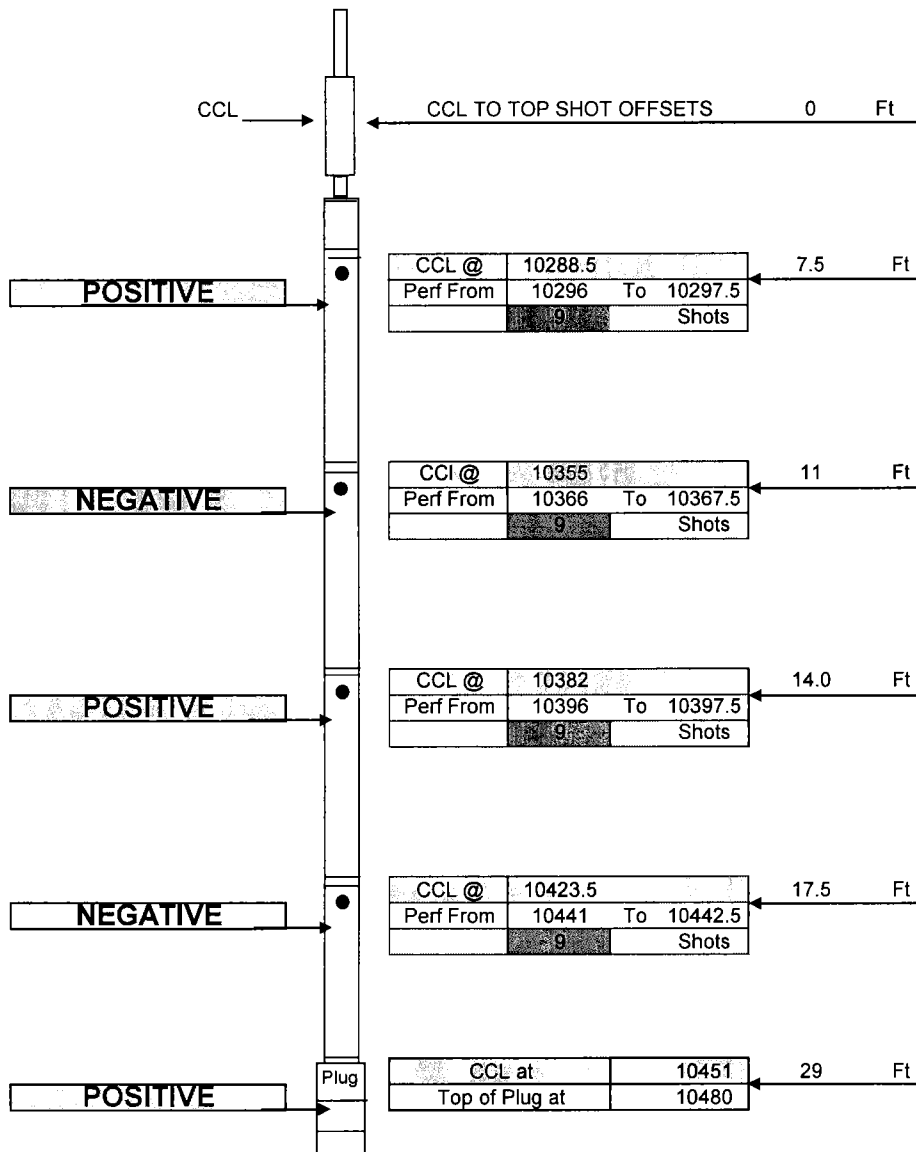 CCL CCL TO TOP SHOT OFFSETS 0 Ft
CCL @ 10288.5 7.5 Ft
POSITIVE Perf From 10296 To 10297.5
9 Shots
CCl @ 10355 11 Ft
NEGATIVE Perf From 10366 To 10367.5
9 Shots
CCL @ 10382 14.0 Ft
POSITIVE Perf From 10396 To 10397.5
9 Shots
CCL @ 10423.5 17.5 Ft
NEGATIVE Perf From 10441 To 10442.5
9 Shots
Plug CCL at 10451 29 Ft
POSITIVE Top of Plug at 10480